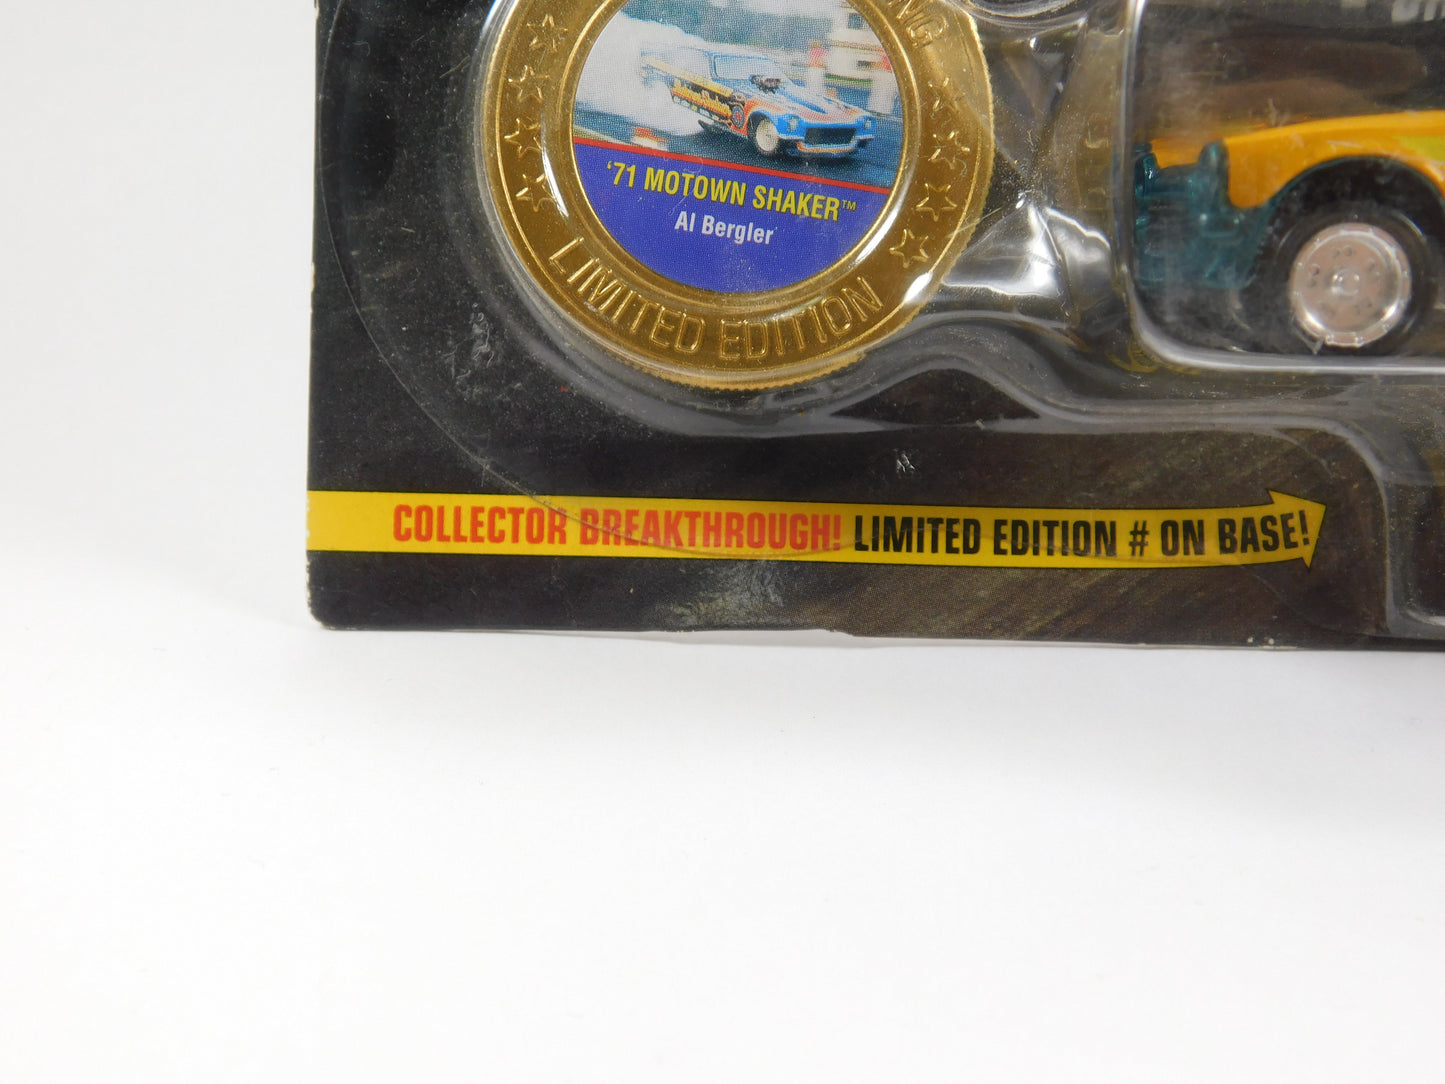 '71 MOTOWN SHAKER™
Al Bergler
LIMITED EDITION
COLLECTOR BREAKTHROUGH! LIMITED EDITION # ON BASE!